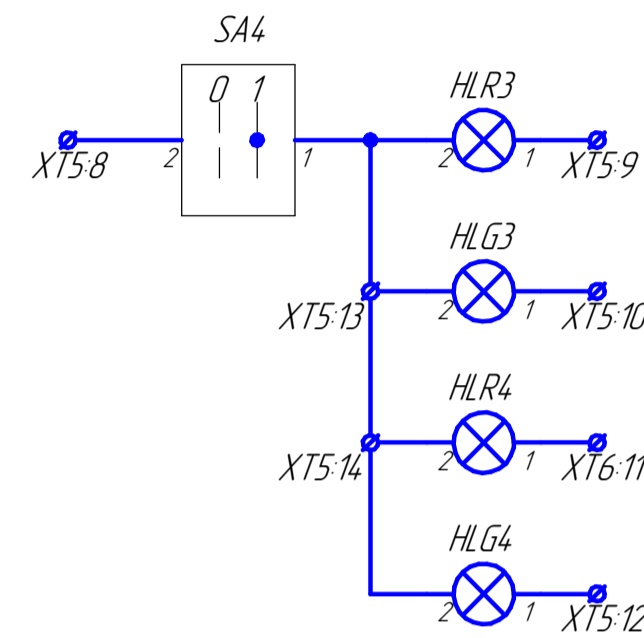 SA4
0 1
HLR3
XT5:8
2
1
2
1
XT5:9
HLG3
XT5:13
2
1
XT5:10
HLR4
XT5:14
2
1
XT6:11
HLG4
2
1
XT5:12